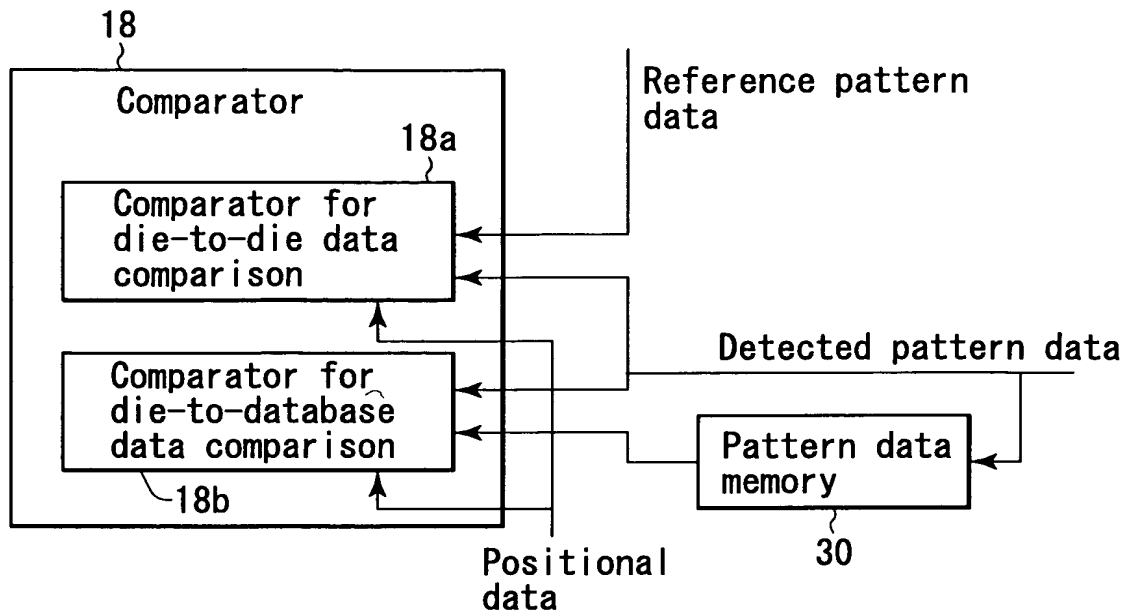 18
Comparator
18a
Comparator for
die-to-die data
comparison
Comparator for
die-to-database
data comparison
18b
Reference pattern
data
Detected pattern data
Pattern data
memory
30
Positional
data